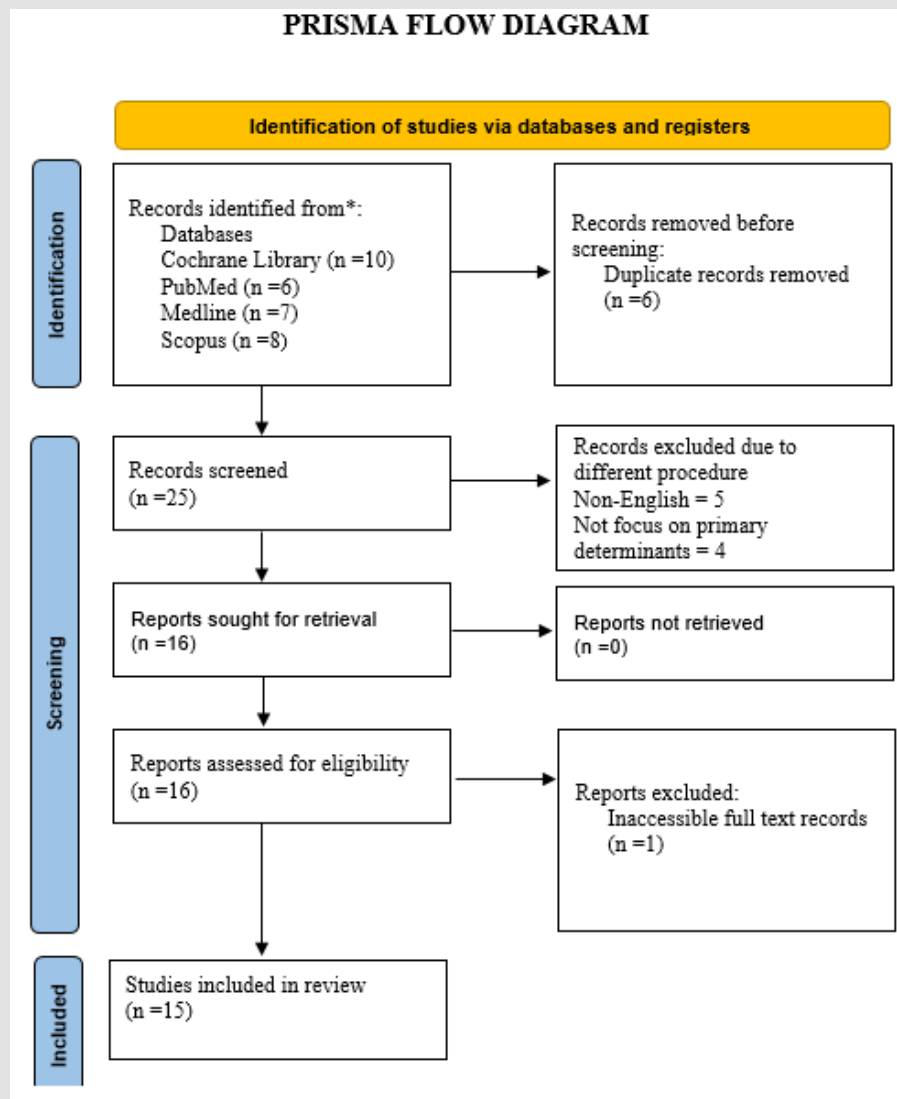 PRISMA FLOW DIAGRAM
Identification of studies via databases and registers
Identification
Records identified from*:
Databases
Cochrane Library (n =10)
PubMed (n =6)
Medline (n =7)
Scopus (n =8)
Records removed before
screening:
Duplicate records removed
(n =6)
Screening
Records screened
(n =25)
Records excluded due to
different procedure
Non-English = 5
Not focus on primary
determinants = 4
Reports sought for retrieval
(n =16)
Reports not retrieved
(n =0)
Reports assessed for eligibility
(n =16)
Reports excluded:
Inaccessible full text records
(n =1)
Included
Studies included in review
(n =15)